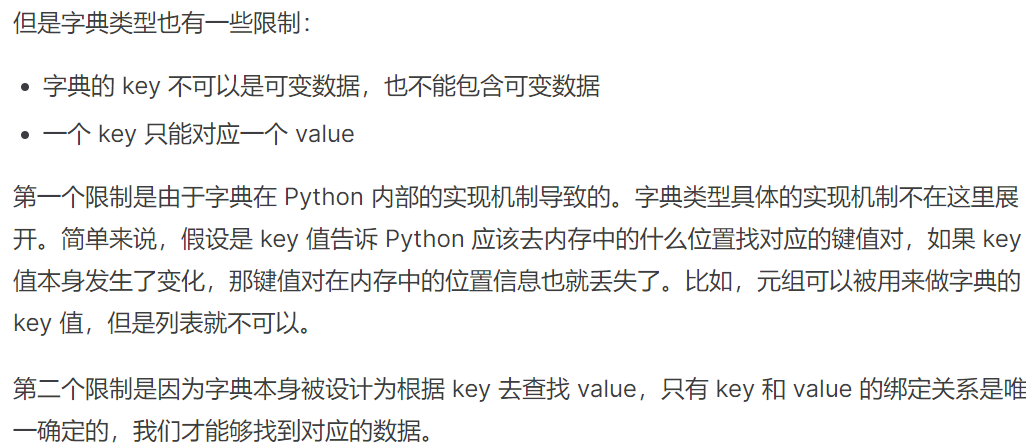 但是字典类型也有一些限制：
• 字典的 key 不可以是可变数据，也不能包含可变数据
• 一个 key 只能对应一个 value
第一个限制是由于字典在 Python 内部的实现机制导致的。字典类型具体的实现机制不在这里展
开。简单来说，假设是 key 值告诉 Python 应该去内存中的什么位置找对应的键值对，如果 key
值本身发生了变化，那键值对在内存中的位置信息也就丢失了。比如，元组可以被用来做字典的
key 值，但是列表就不可以。
第二个限制是因为字典本身被设计为根据 key 去查找 value，只有 key 和 value 的绑定关系是唯
一确定的，我们才能够找到对应的数据。